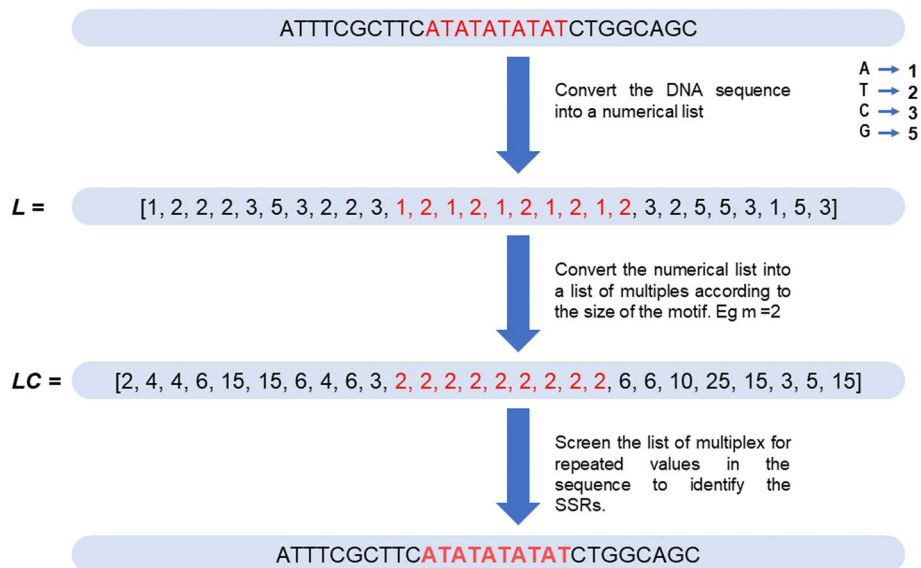 ATTTCGCTTCATATATATATCTGGCAGC
Convert the DNA sequence
into a numerical list
A → 1
T → 2
C → 3
G → 5
L = [1, 2, 2, 2, 3, 5, 3, 2, 2, 3, 1, 2, 1, 2, 1, 2, 1, 2, 1, 2, 3, 2, 5, 5, 3, 1, 5, 3]
Convert the numerical list into
a list of multiples according to
the size of the motif. Eg m =2
LC = [2, 4, 4, 6, 15, 15, 6, 4, 6, 3, 2, 2, 2, 2, 2, 2, 2, 2, 2, 6, 6, 10, 25, 15, 3, 5, 15]
Screen the list of multiplex for
repeated values in the
sequence to identify the
SSRs.
ATTTCGCTTCATATATATATCTGGCAGC